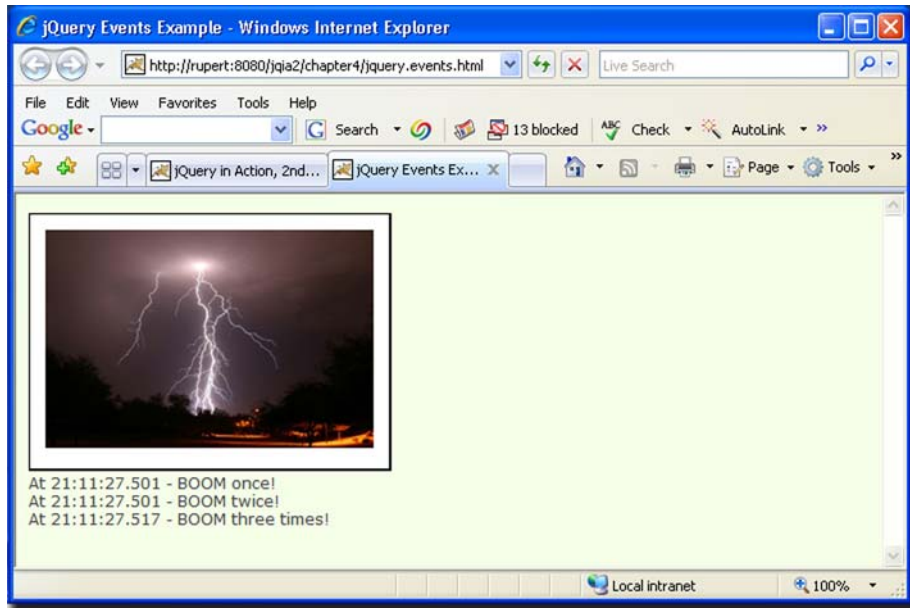 jQuery Events Example - Windows Internet Explorer
http://rupert:8080/jqia2/chapter4/jquery.events.html
Live Search
File Edit View Favorites Tools Help
Google
G Search 13 blocked ABC Check AutoLink »
jQuery in Action, 2nd... jQuery Events Ex... X Page Tools »
At 21:11:27.501 - BOOM once!
At 21:11:27.501 - BOOM twice!
At 21:11:27.517 - BOOM three times!
Local intranet 100%